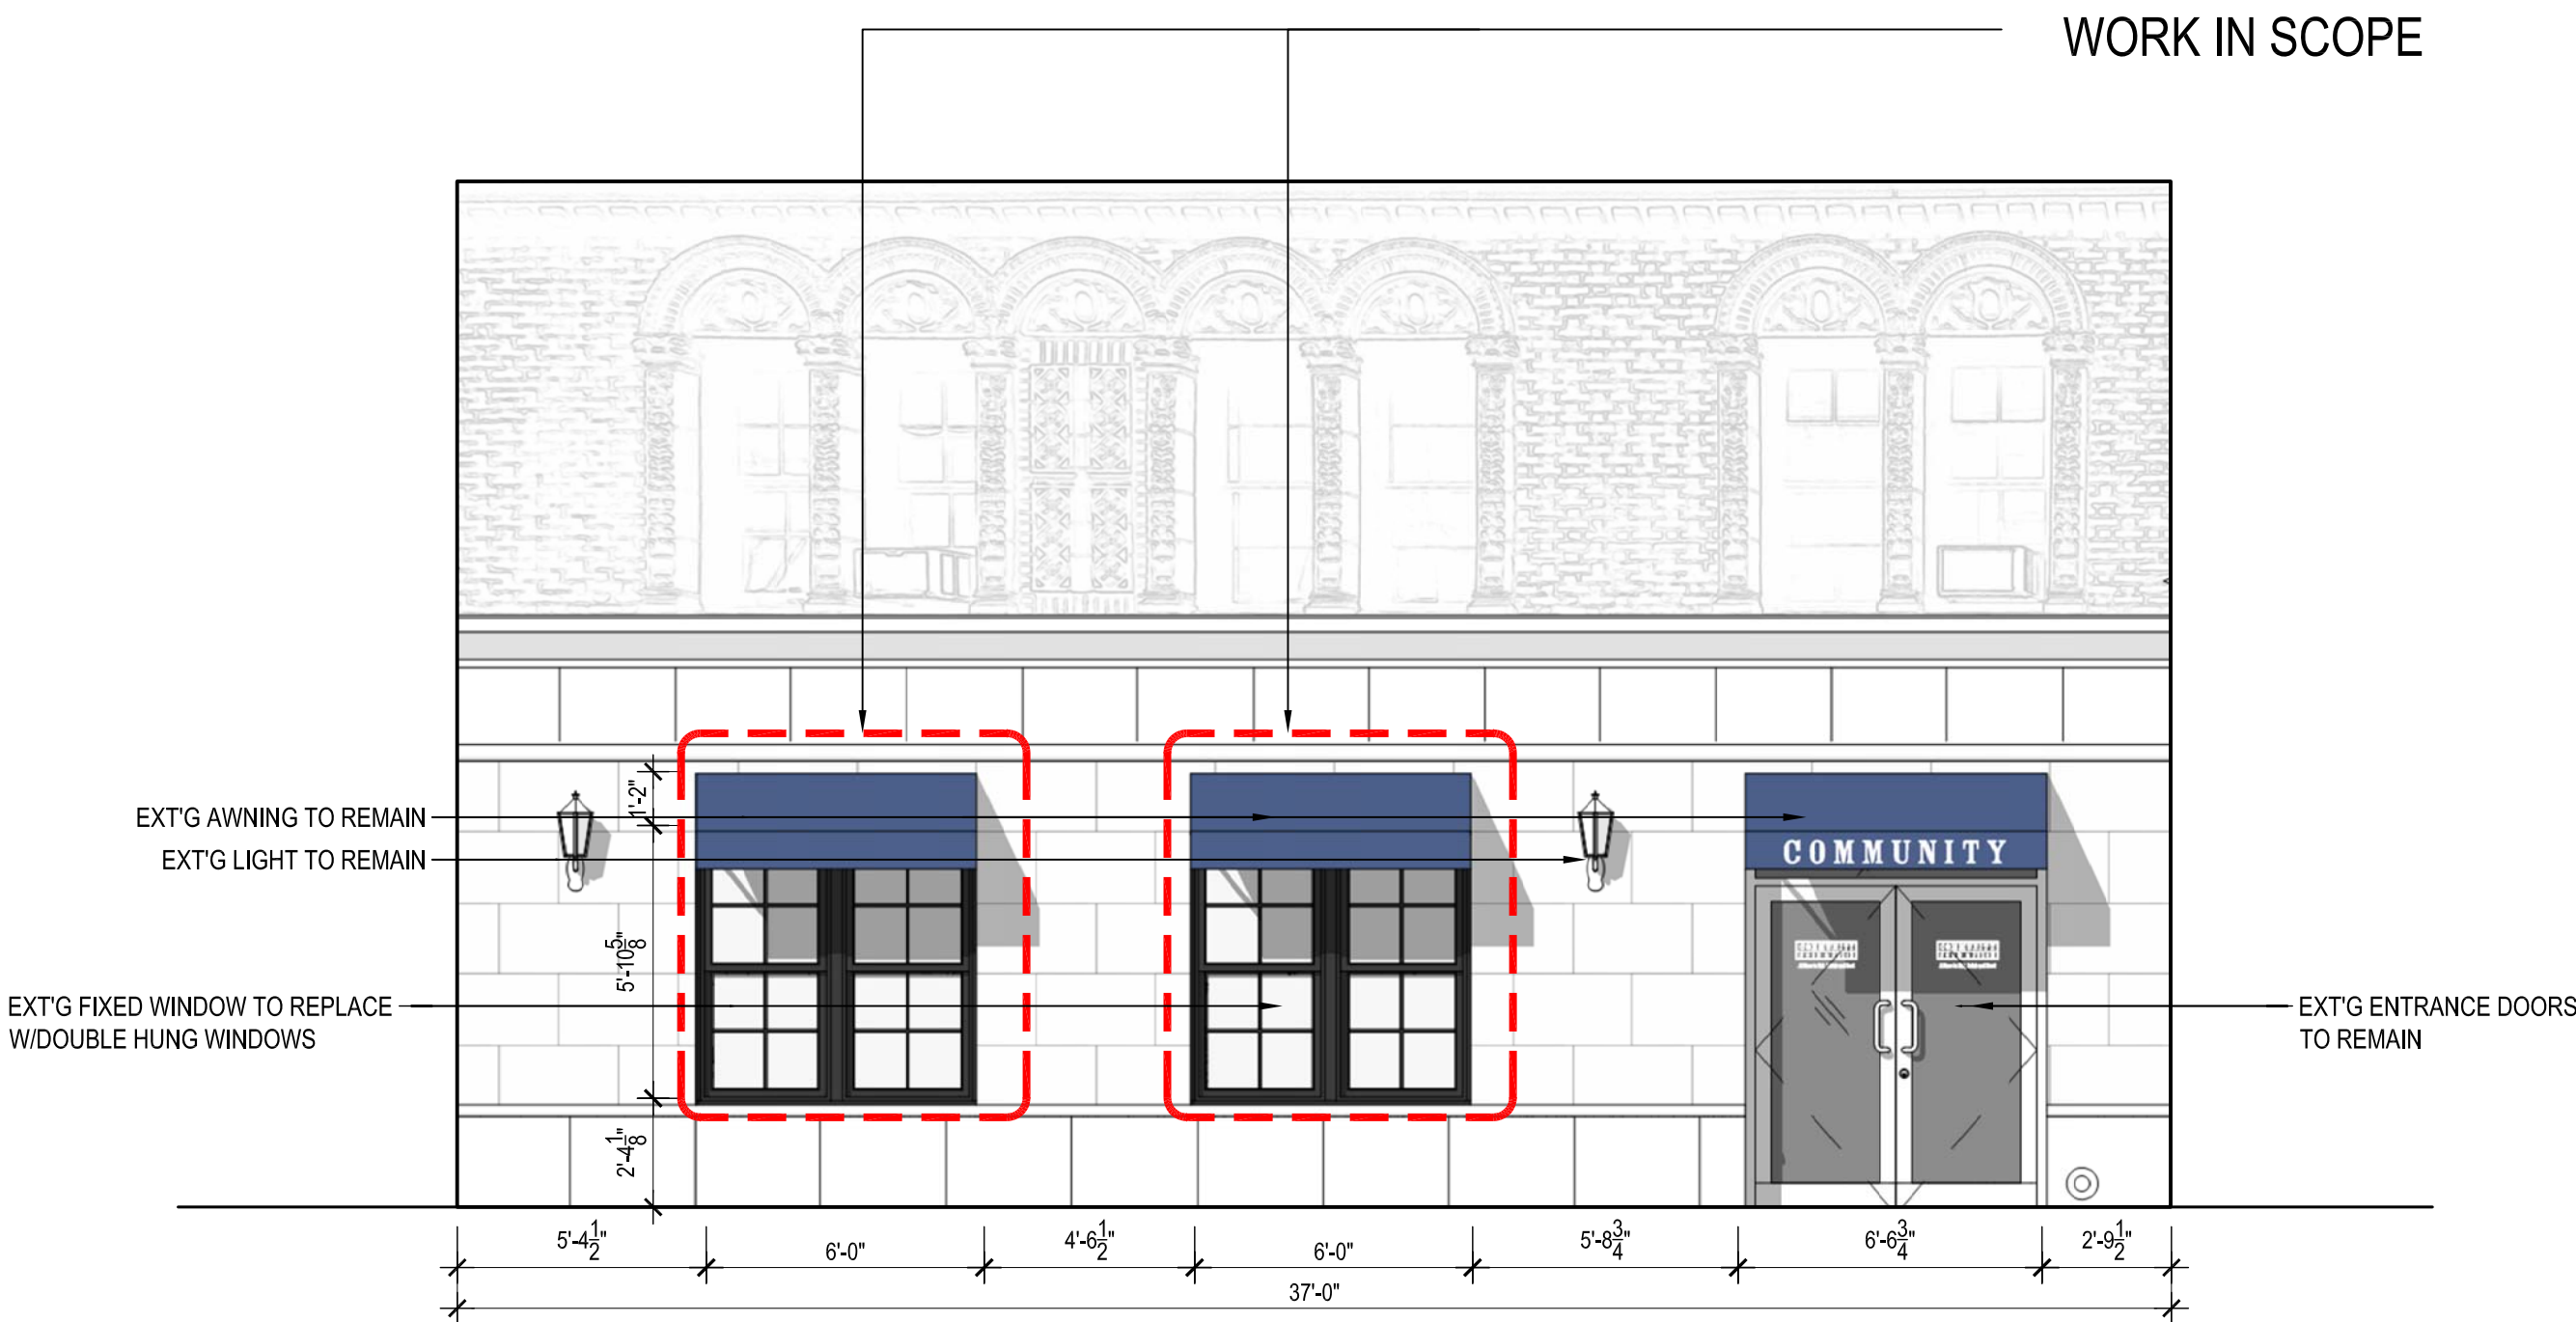 WORK IN SCOPE
1'-2"
EXT'G AWNING TO REMAIN
EXT'G LIGHT TO REMAIN
COMMUNITY
5'-10 5/8"
EXT'G FIXED WINDOW TO REPLACE
W/DOUBLE HUNG WINDOWS
EXT'G ENTRANCE DOORS
TO REMAIN
2'-4 1/8"
5'-4 1/2"
6'-0"
4'-6 1/2"
6'-0"
5'-8 3/4"
6'-6 3/4"
2'-9 1/2"
37'-0"